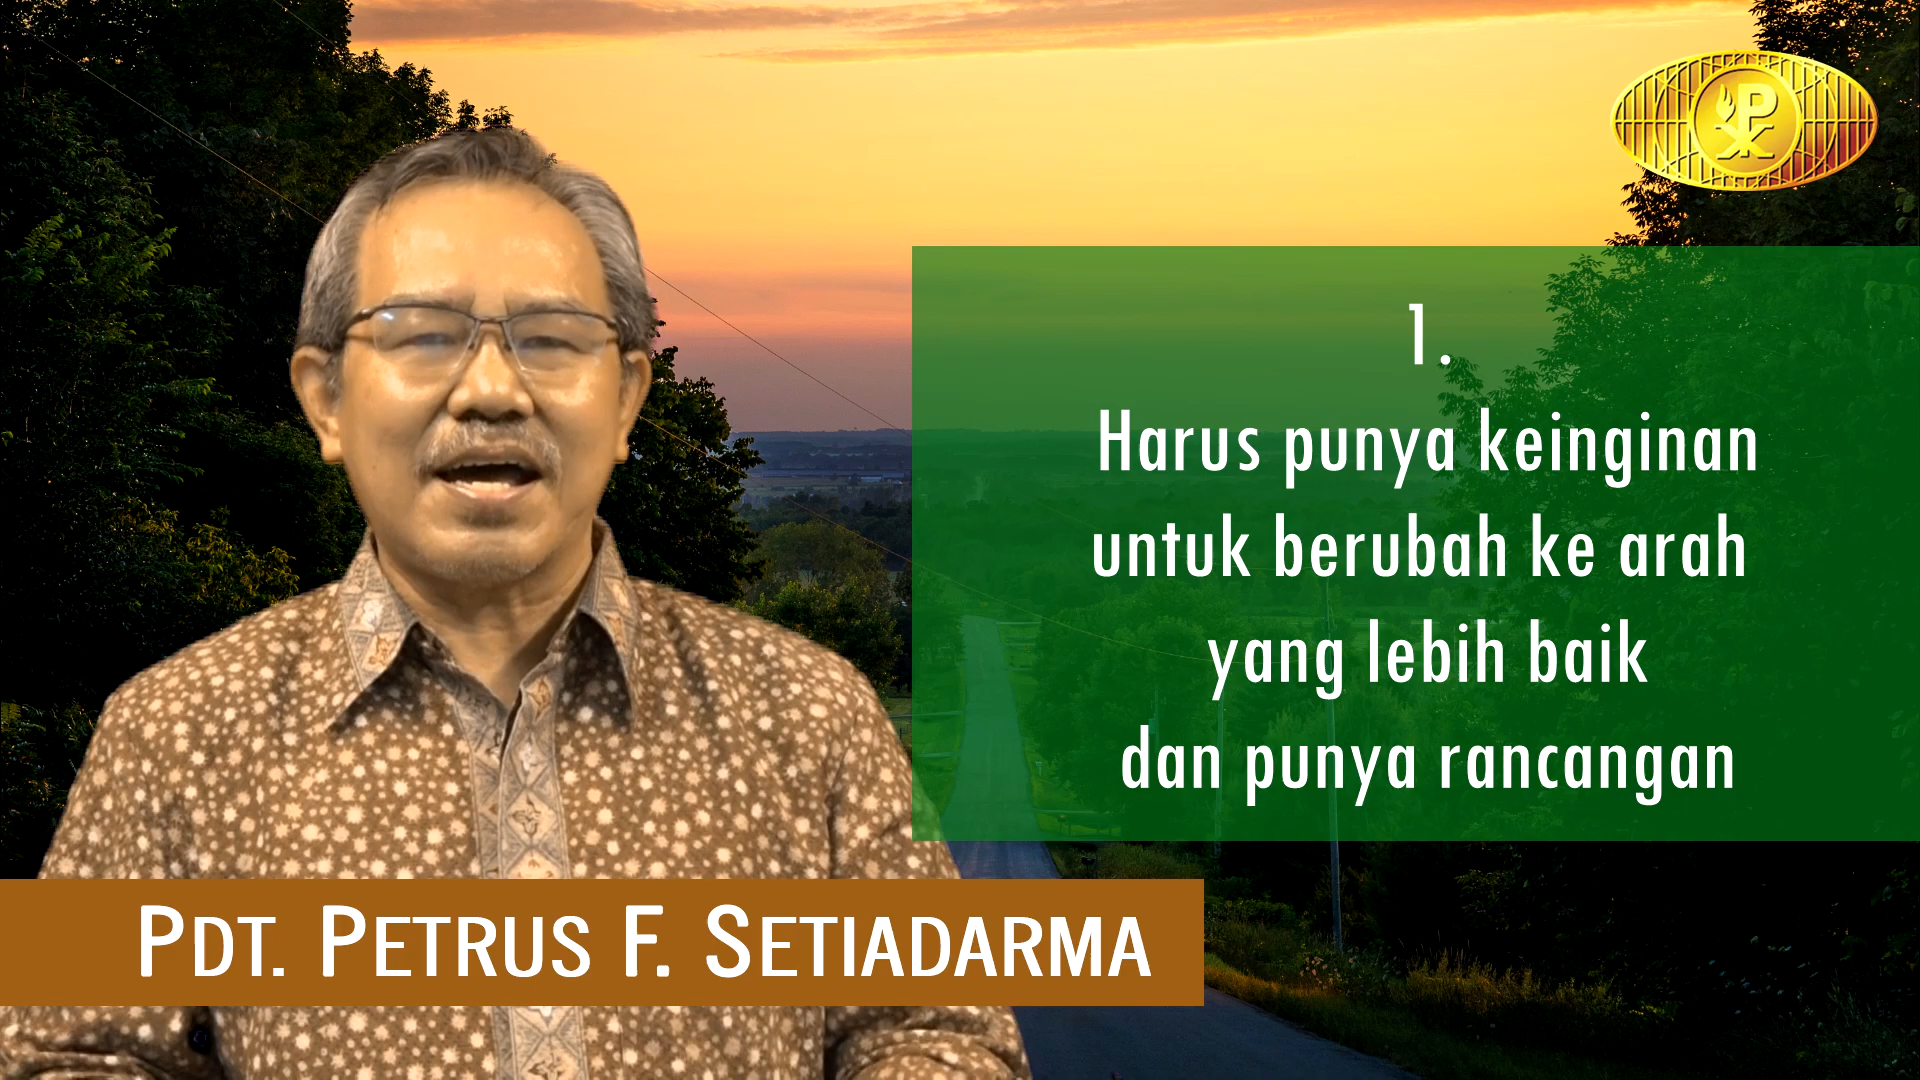 1.
Harus punya keinginan
untuk berubah ke arah
yang lebih baik
dan punya rancangan
PDT. PETRUS F. SETIADARMA